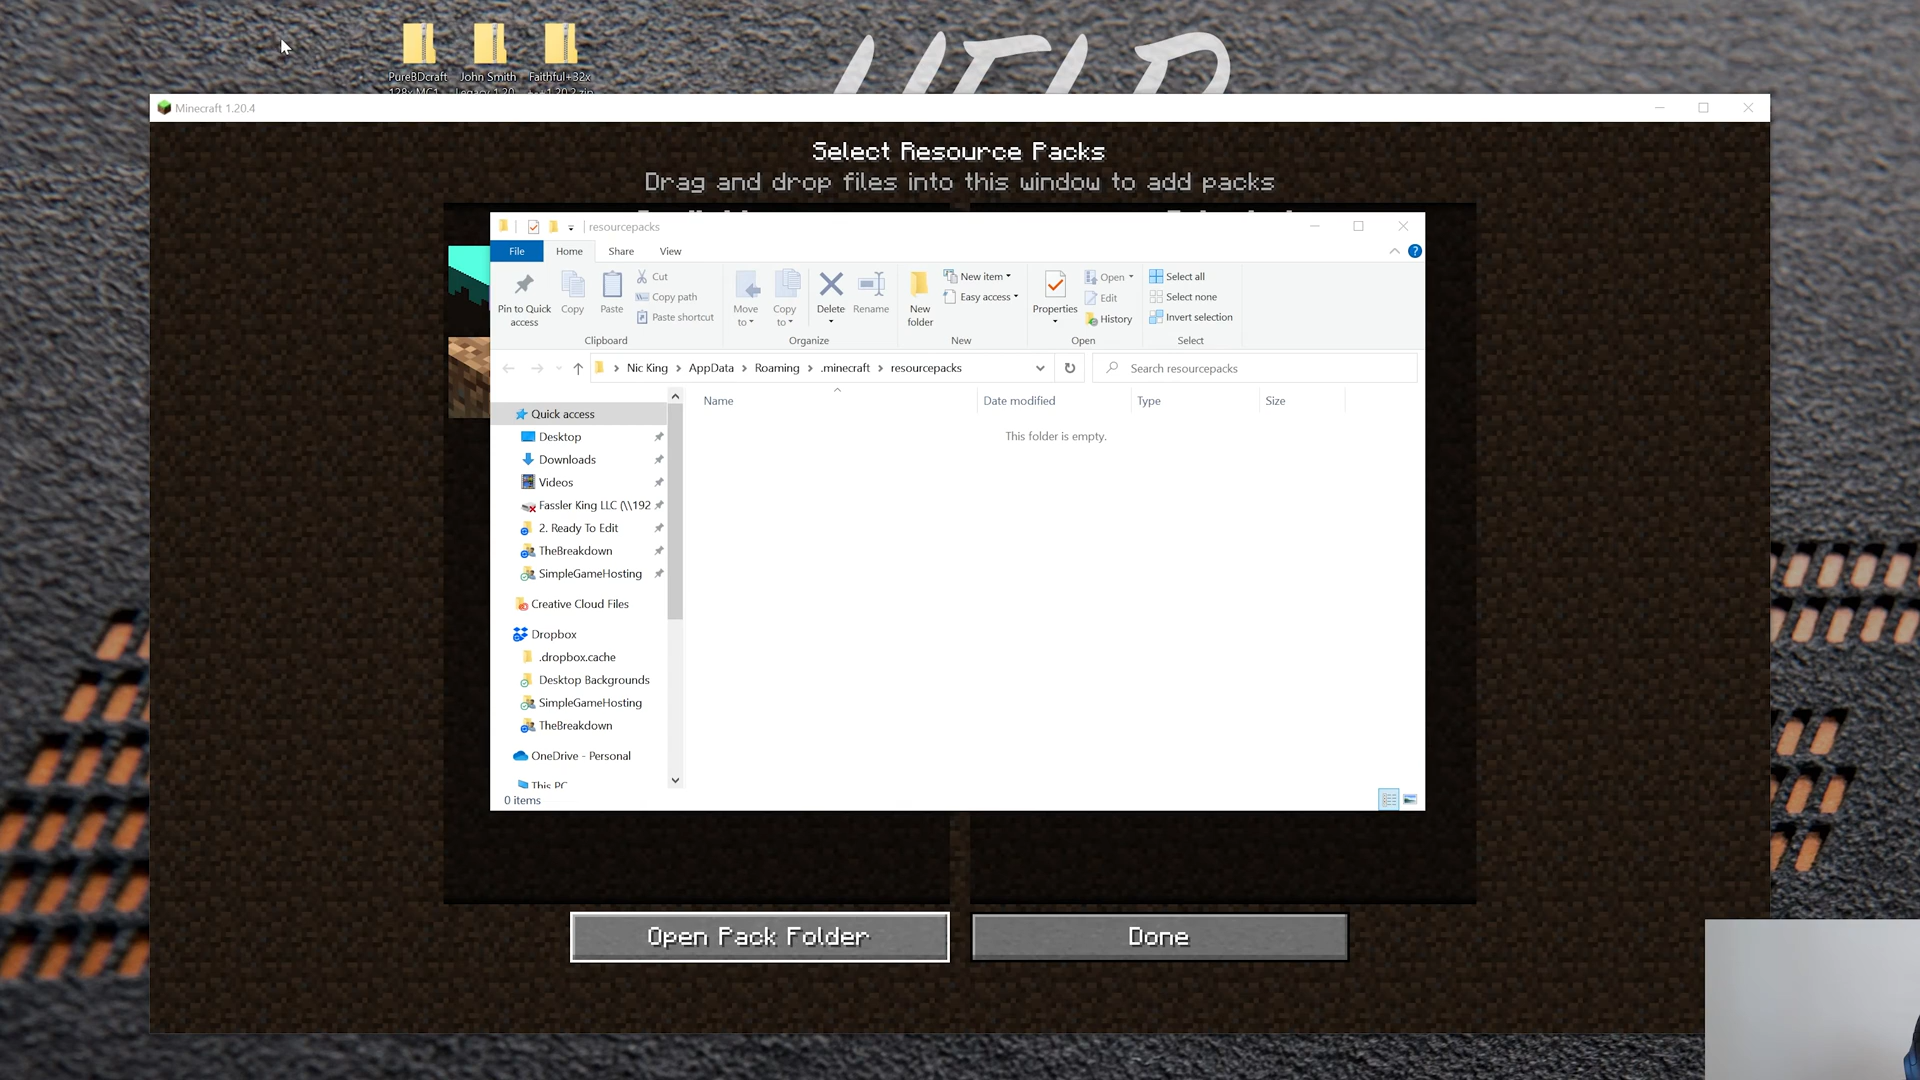 PureBDcraft
John Smith
Faithful+32x
Minecraft 1.20.4
Select Resource Packs
Drag and drop files into this window to add packs
resourcepacks
File
Home
Share
View
Pin to Quick access
Copy
Paste
Cut
Copy path
Paste shortcut
Clipboard
Move to
Copy to
Delete
Rename
Organize
New folder
New item
Easy access
New
Properties
Open
Edit
History
Open
Select all
Select none
Invert selection
Select
Nic King
AppData
Roaming
.minecraft
resourcepacks
Search resourcepacks
Name
Date modified
Type
Size
This folder is empty.
Quick access
Desktop
Downloads
Videos
Fassler King LLC (\\192
2. Ready To Edit
TheBreakdown
SimpleGameHosting
Creative Cloud Files
Dropbox
.dropbox.cache
Desktop Backgrounds
SimpleGameHosting
TheBreakdown
OneDrive - Personal
This PC
0 items
Open Pack Folder
Done